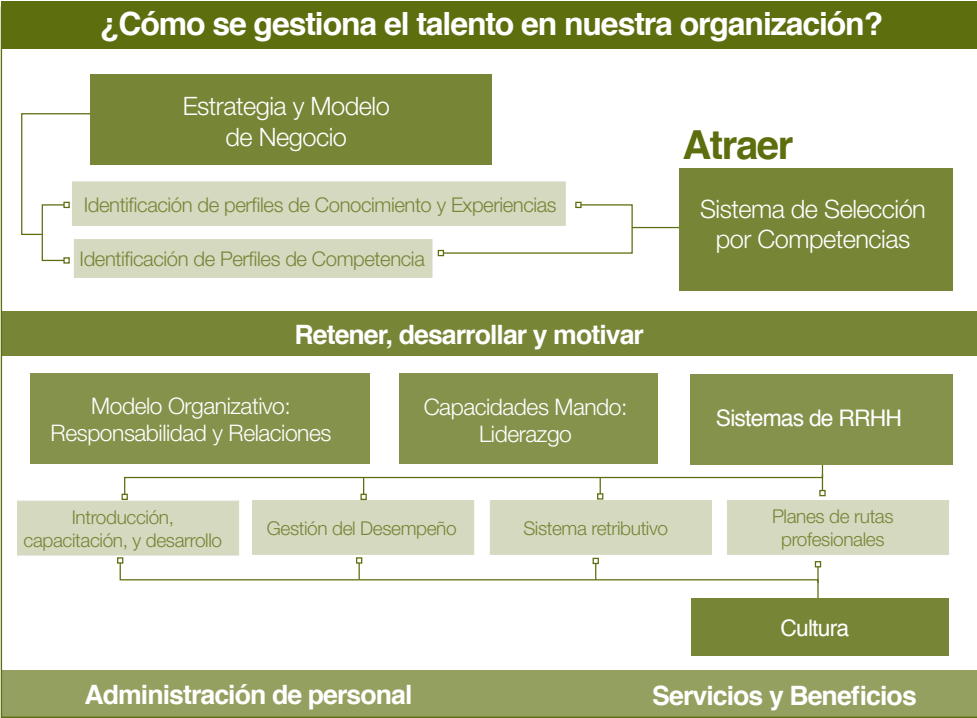 ¿Cómo se gestiona el talento en nuestra organización?
Estrategia y Modelo
de Negocio
Atraer
Identificación de perfiles de Conocimiento y Experiencias
Identificación de Perfiles de Competencia
Sistema de Selección
por Competencias
Retener, desarrollar y motivar
Modelo Organizativo:
Responsabilidad y Relaciones
Capacidades Mando:
Liderazgo
Sistemas de RRHH
Introducción,
capacitación, y desarrollo
Gestión del Desempeño
Sistema retributivo
Planes de rutas
profesionales
Cultura
Administración de personal
Servicios y Beneficios